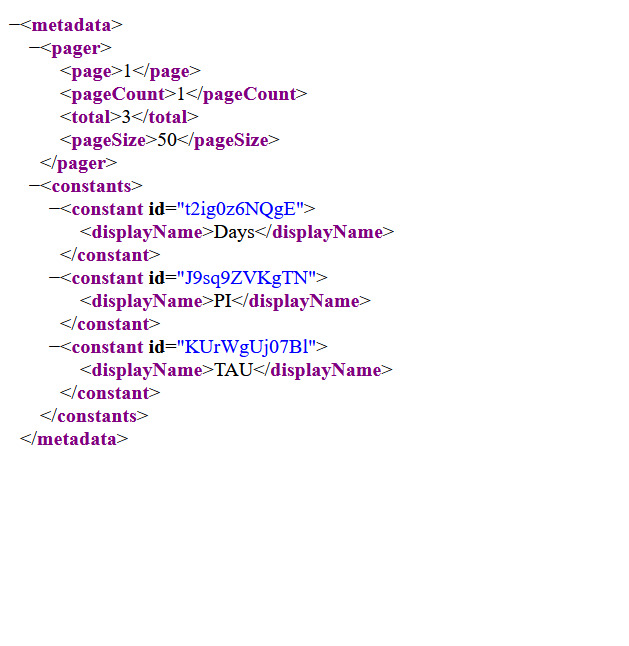 −<metadata>
−<pager>
<page>1</page>
<pageCount>1</pageCount>
<total>3</total>
<pageSize>50</pageSize>
</pager>
−<constants>
−<constant id="t2ig0z6NQgE">
<displayName>Days</displayName>
</constant>
−<constant id="J9sq9ZVKgTN">
<displayName>PI</displayName>
</constant>
−<constant id="KUrWgUj07Bl">
<displayName>TAU</displayName>
</constant>
</constants>
</metadata>